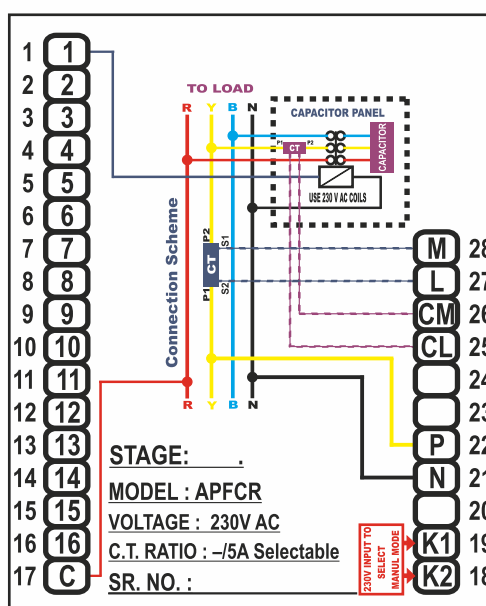 TO LOAD
R Y B N
CAPACITOR PANEL
P1 CT P2
CAPACITOR
USE 230 V AC COILS
Connection Scheme
P2 S1
CT
P1 S2
R Y B N
1 1
2 2
3 3
4 4
5 5
6 6
7 7
8 8
9 9
10 10
11 11
12 12
13 13
14 14
15 15
16 16
17 C
M 28
L 27
CM 26
CL 25
24
23
P 22
N 21
20
K1 19
K2 18
STAGE: .
MODEL : APFCR
VOLTAGE : 230V AC
C.T. RATIO : –/5A Selectable
SR. NO. :
230V INPUT TO
SELECT
MANUL MODE